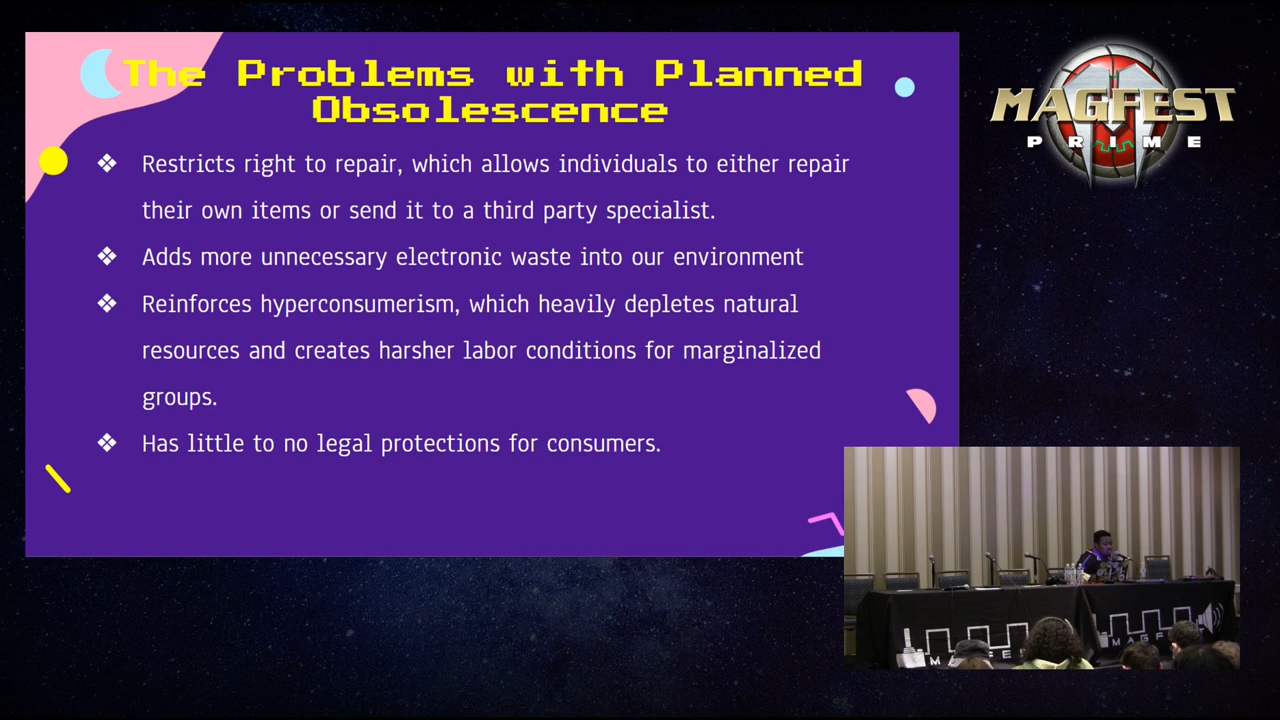 The Problems with Planned
Obsolescence
❖ Restricts right to repair, which allows individuals to either repair
their own items or send it to a third party specialist.
❖ Adds more unnecessary electronic waste into our environment
❖ Reinforces hyperconsumerism, which heavily depletes natural
resources and creates harsher labor conditions for marginalized
groups.
❖ Has little to no legal protections for consumers.
MAGFEST
PRIME